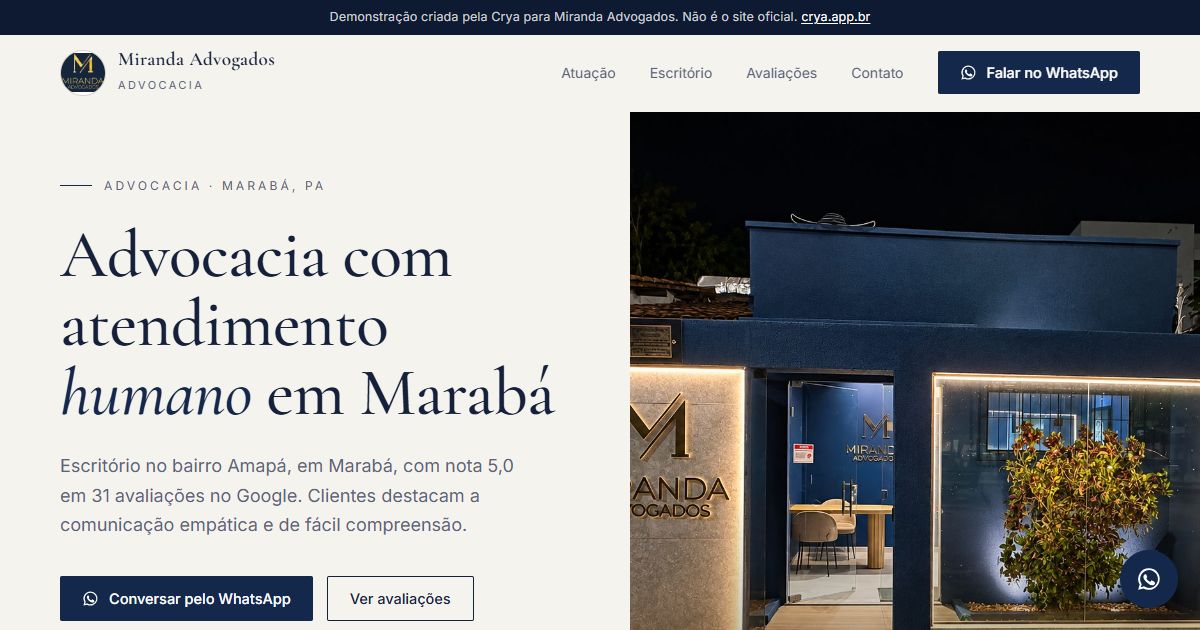 Demonstração criada pela Crya para Miranda Advogados. Não é o site oficial. crya.app.br
M
MIRANDA
ADVOGADOS
Miranda Advogados
ADVOCACIA
Atuação
Escritório
Avaliações
Contato
Falar no WhatsApp
ADVOCACIA · MARABÁ, PA
Advocacia com
atendimento
humano em Marabá
Escritório no bairro Amapá, em Marabá, com nota 5,0
em 31 avaliações no Google. Clientes destacam a
comunicação empática e de fácil compreensão.
Conversar pelo WhatsApp
Ver avaliações
M
RANDA
VOGADOS
M
MIRAND
ADVOGADO